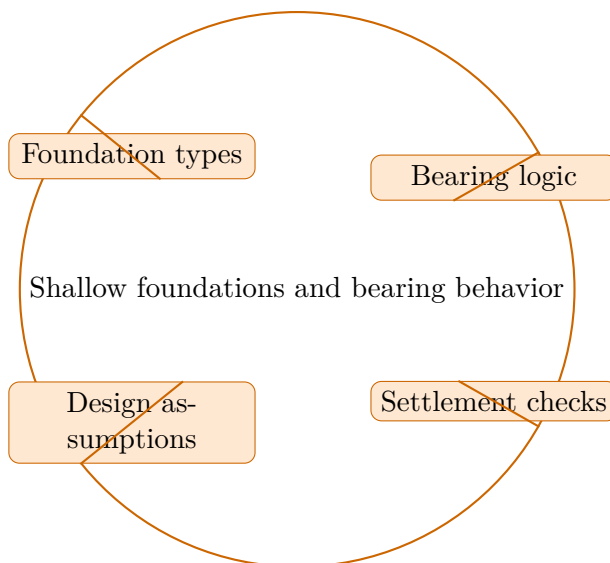 Foundation types
Bearing logic
Shallow foundations and bearing behavior
Design as-
sumptions
Settlement checks